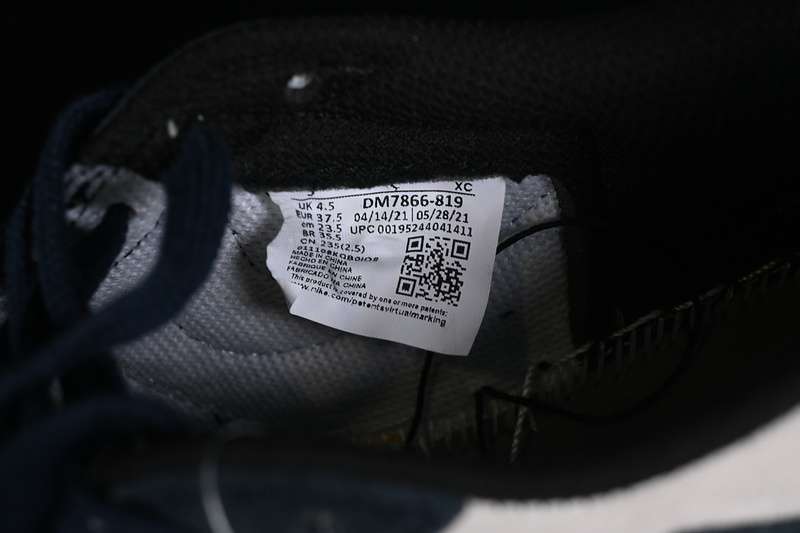 XC
UK 4.5 DM7866-819
EUR 37.5 04/14/21 05/28/21
cm 23.5 UPC 00195244041411
BR 35.5
CN 235(2.5)
MADE IN CHINA
HECHO EN CHINA
FABRIQUE EN CHINE
FABRICADO NA CHINA
This product is covered by one or more patents:
www.nike.com/patentsvirtualmarking